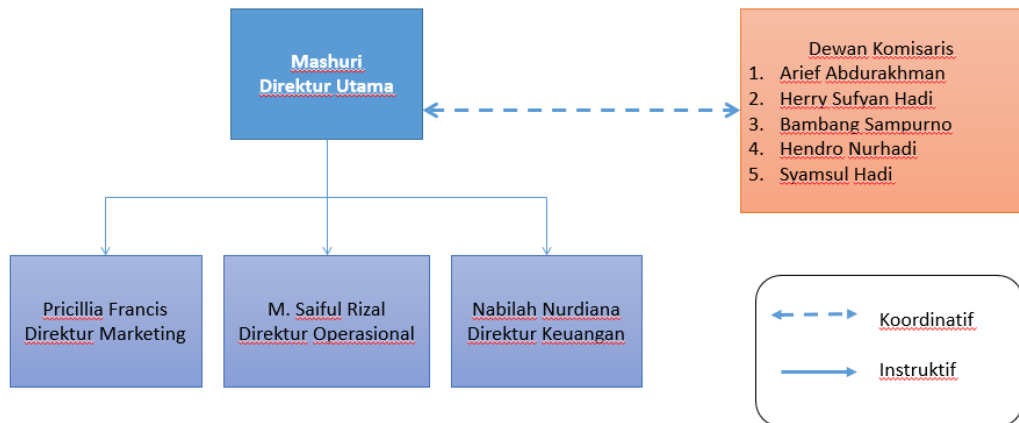 Mashuri
Direktur Utama
Dewan Komisaris
1. Arief Abdurakhman
2. Herry Sufyan Hadi
3. Bambang Sampurno
4. Hendro Nurhadi
5. Syamsul Hadi
Pricillia Francis
Direktur Marketing
M. Saiful Rizal
Direktur Operasional
Nabilah Nurdiana
Direktur Keuangan
Koordinatif
Instruktif